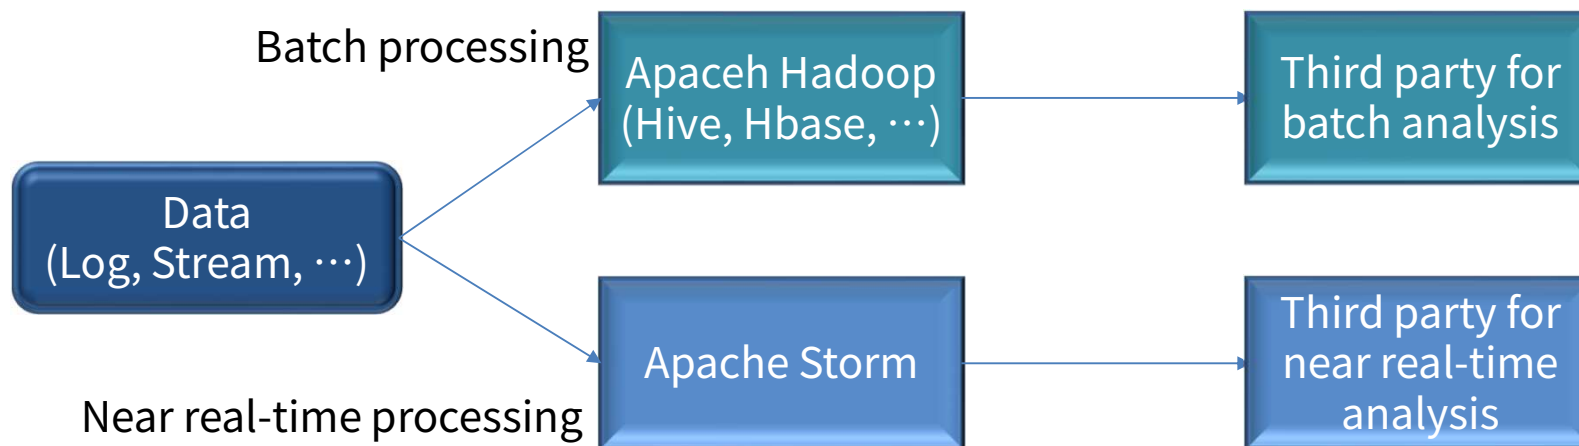 Batch processing
Apaceh Hadoop
(Hive, Hbase, …)
Third party for
batch analysis
Data
(Log, Stream, …)
Apache Storm
Third party for
near real-time
analysis
Near real-time processing